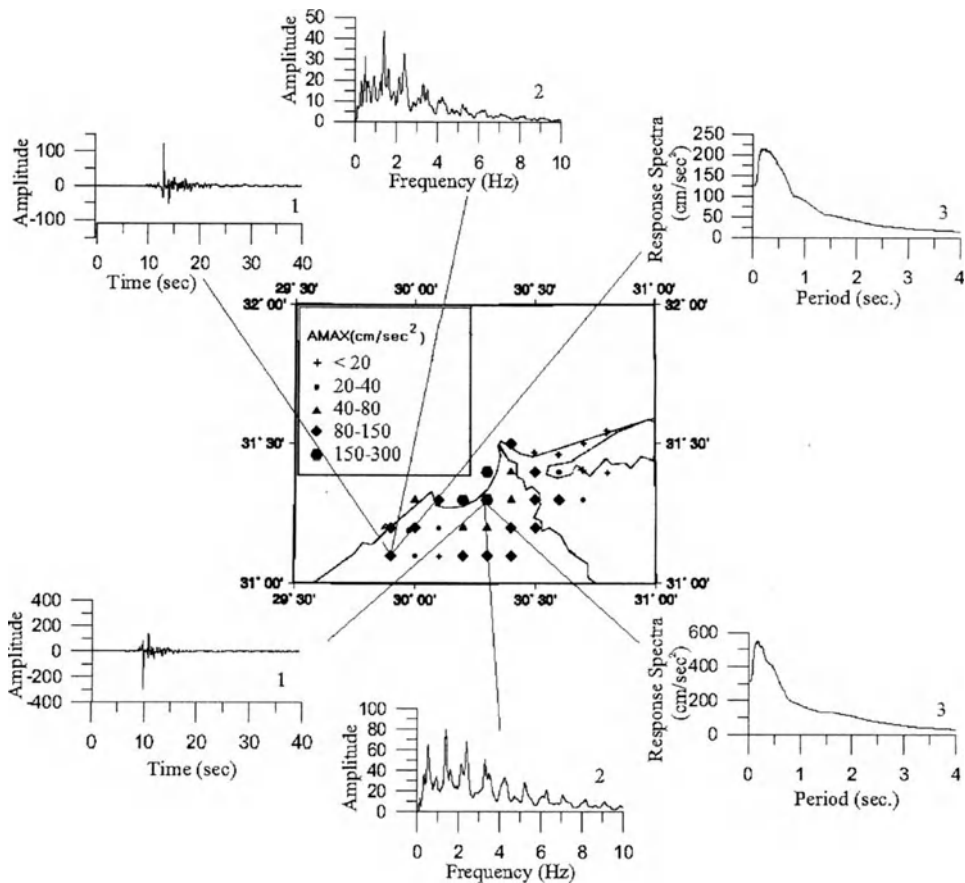 50
40
30
20
10
0
Amplitude
2
0 2 4 6 8 10
Frequency (Hz)
100
0
-100
Amplitude
1
0 10 20 30 40
Time (sec)
250
200
150
100
50
0
Response Spectra
(cm/sec²)
3
0 1 2 3 4
Period (sec.)
29° 30' 30° 00' 30° 30' 31° 00'
32° 00' 32° 00'
AMAX(cm/sec²)
< 20
20-40
40-80
80-150
150-300
31° 30' 31° 30'
31° 00' 31° 00'
29° 30' 30° 00' 30° 30' 31° 00'
400
200
0
-200
-400
Amplitude
1
0 10 20 30 40
Time (sec)
100
80
60
40
20
0
Amplitude
2
0 2 4 6 8 10
Frequency (Hz)
600
400
200
0
Response Spectra
(cm/sec²)
3
0 1 2 3 4
Period (sec.)